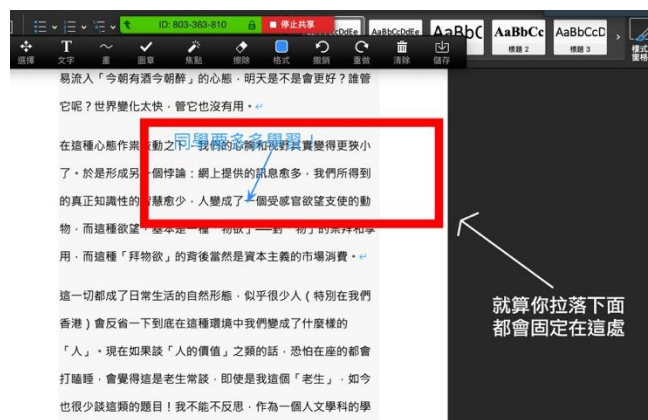 ID: 803-363-810 停止共享
AaBbCcDdEe AaBbCcDdEe AaBbC AaBbCc AaBbCcD
標題 2 標題 3 樣式窗格
選擇 文字 畫 圖章 焦點 擦除 格式 撤銷 重做 清除 儲存
易流入「今朝有酒今朝醉」的心態，明天是不是會更好？誰管
它呢？世界變化太快，管它也沒有用。
同學要多多學習！
在這種心態作祟 動之下，我們的心胸和視野其實變得更狹小
了。於是形成另一個悖論：網上提供的訊息愈多，我們所得到
的真正知識性的智慧愈少，人變成了一個受感官欲望支使的動
物，而這種欲望，基本是一種「物欲」——對「物」的崇拜和享
用，而這種「拜物欲」的背後當然是資本主義的市場消費。
這一切都成了日常生活的自然形態，似乎很少人（特別在我們
香港）會反省一下到底在這種環境中我們變成了什麼樣的
「人」。現在如果談「人的價值」之類的話，恐怕在座的都會
打瞌睡，會覺得這是老生常談，即使是我這個「老生」，如今
也很少談這類的題目！我不能不反思，作為一個人文學科的學
就算你拉落下面
都會固定在這處